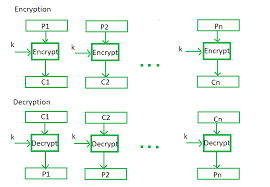 Encryption
P1 P2 Pn
k k k
Encrypt Encrypt Encrypt
C1 C2 Cn
Decryption
C1 C2 Cn
k k k
Decrypt Decrypt Decrypt
P1 P2 Pn